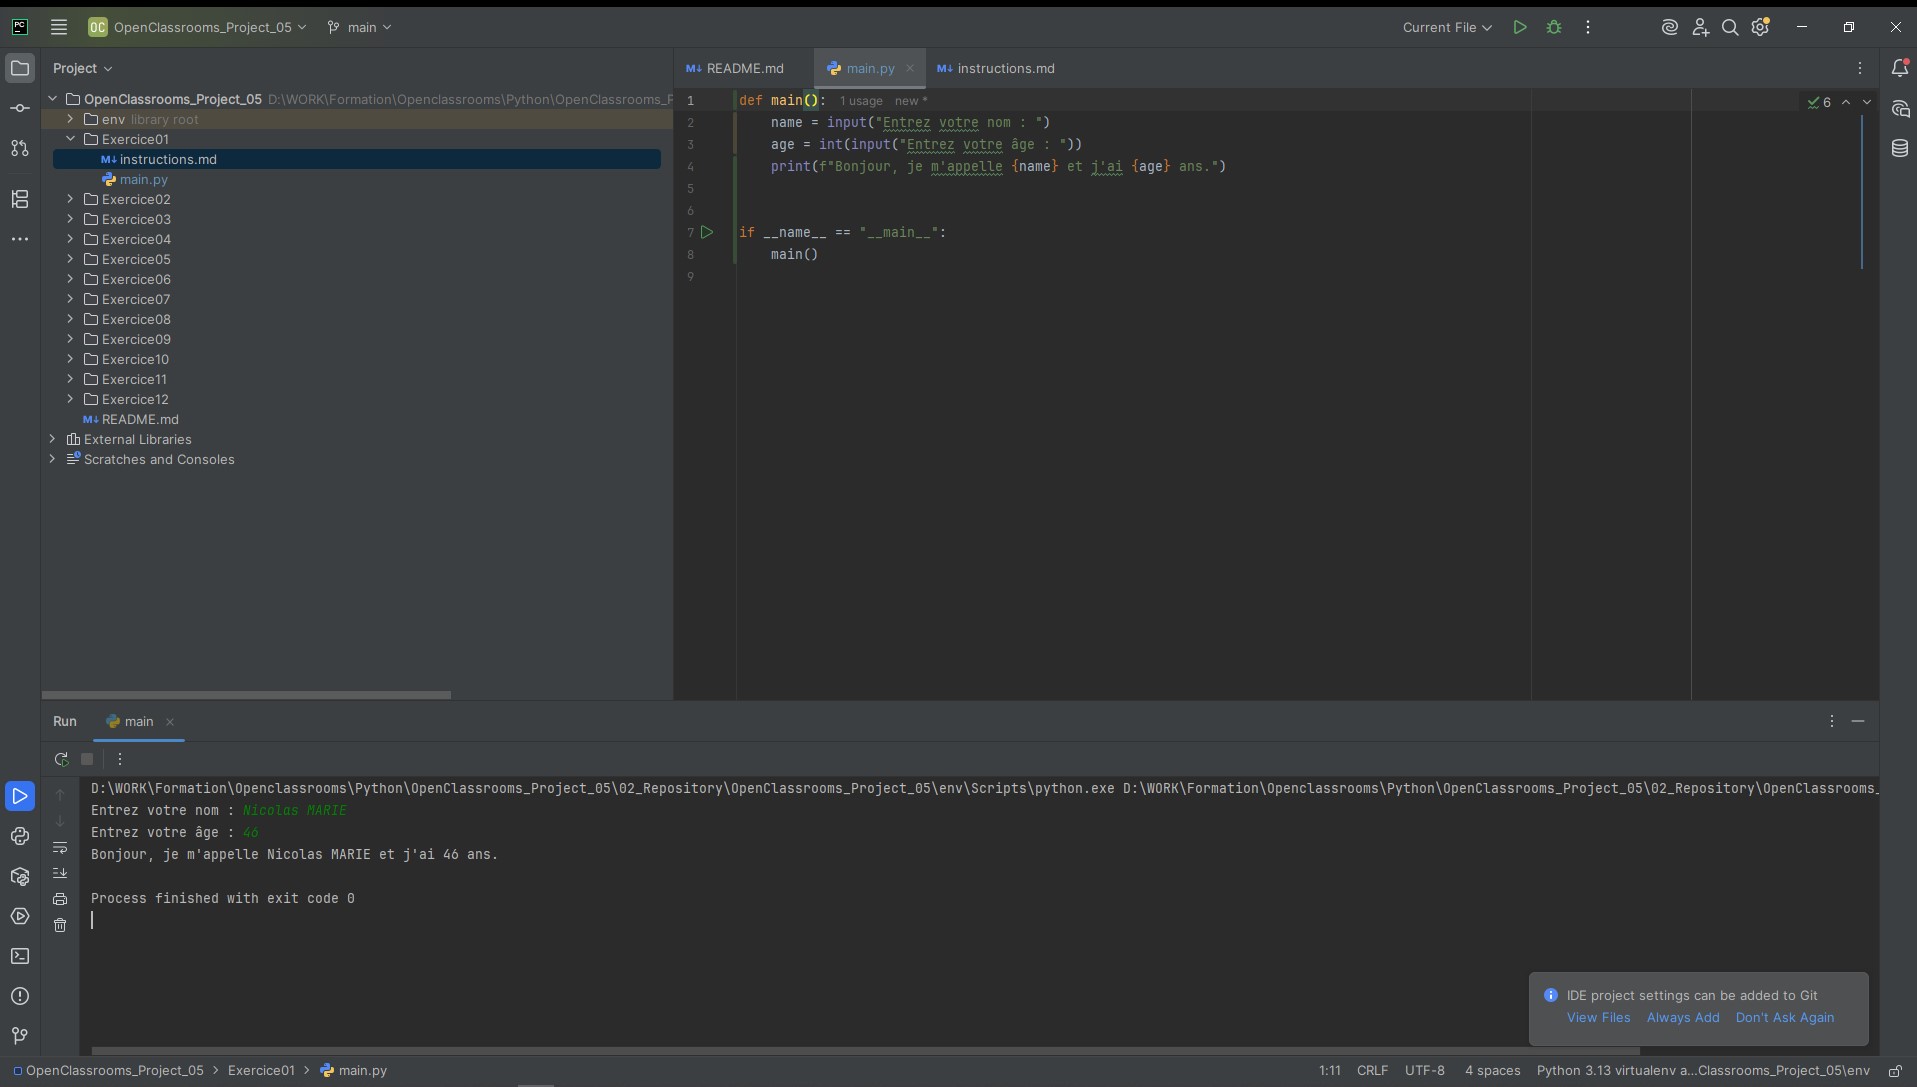 PC
OC OpenClassrooms_Project_05 main Current File
Project
OpenClassrooms_Project_05 D:\WORK\Formation\Openclassrooms\Python\OpenClassrooms_P
env library root
Exercice01
M↓ instructions.md
main.py
Exercice02
Exercice03
Exercice04
Exercice05
Exercice06
Exercice07
Exercice08
Exercice09
Exercice10
Exercice11
Exercice12
M↓ README.md
External Libraries
Scratches and Consoles
M↓ README.md main.py M↓ instructions.md
1 def main(): 1 usage new *
2 name = input("Entrez votre nom : ")
3 age = int(input("Entrez votre âge : "))
4 print(f"Bonjour, je m'appelle {name} et j'ai {age} ans.")
5
6
7 if __name__ == "__main__":
8 main()
9
6
Run main
D:\WORK\Formation\Openclassrooms\Python\OpenClassrooms_Project_05\02_Repository\OpenClassrooms_Project_05\env\Scripts\python.exe D:\WORK\Formation\Openclassrooms\Python\OpenClassrooms_Project_05\02_Repository\OpenClassrooms_
Entrez votre nom : Nicolas MARIE
Entrez votre âge : 46
Bonjour, je m'appelle Nicolas MARIE et j'ai 46 ans.
Process finished with exit code 0
IDE project settings can be added to Git
View Files Always Add Don't Ask Again
OpenClassrooms_Project_05 > Exercice01 > main.py 1:11 CRLF UTF-8 4 spaces Python 3.13 virtualenv a...Classrooms_Project_05\env